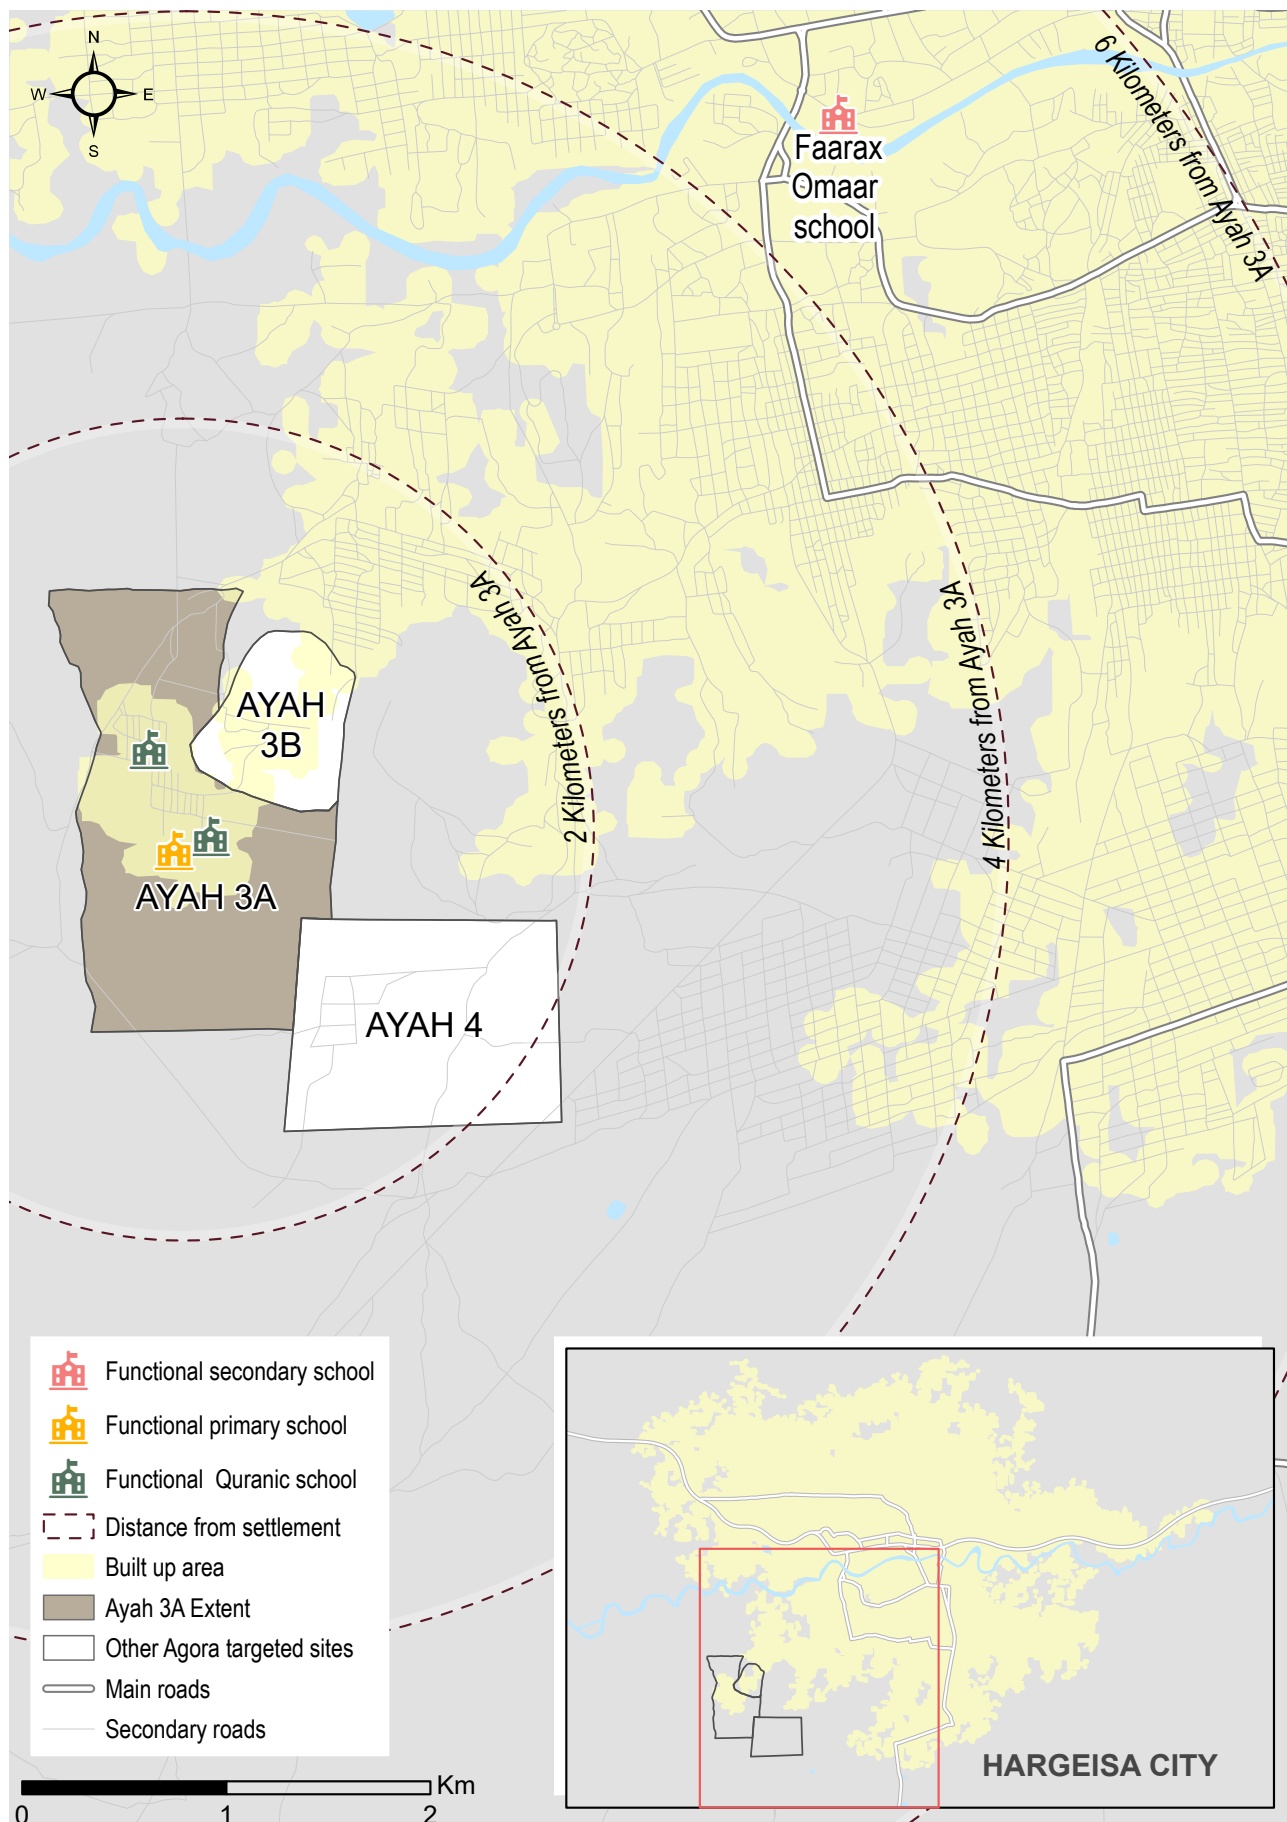 N
W
E
S
6 Kilometers from Ayah 3A
Faarax
Omaar
school
2 Kilometers from Ayah 3A
4 Kilometers from Ayah 3A
AYAH
3B
AYAH 3A
AYAH 4
Functional secondary school
Functional primary school
Functional Quranic school
Distance from settlement
Built up area
Ayah 3A Extent
Other Agora targeted sites
Main roads
Secondary roads
Km
0 1 2
HARGEISA CITY